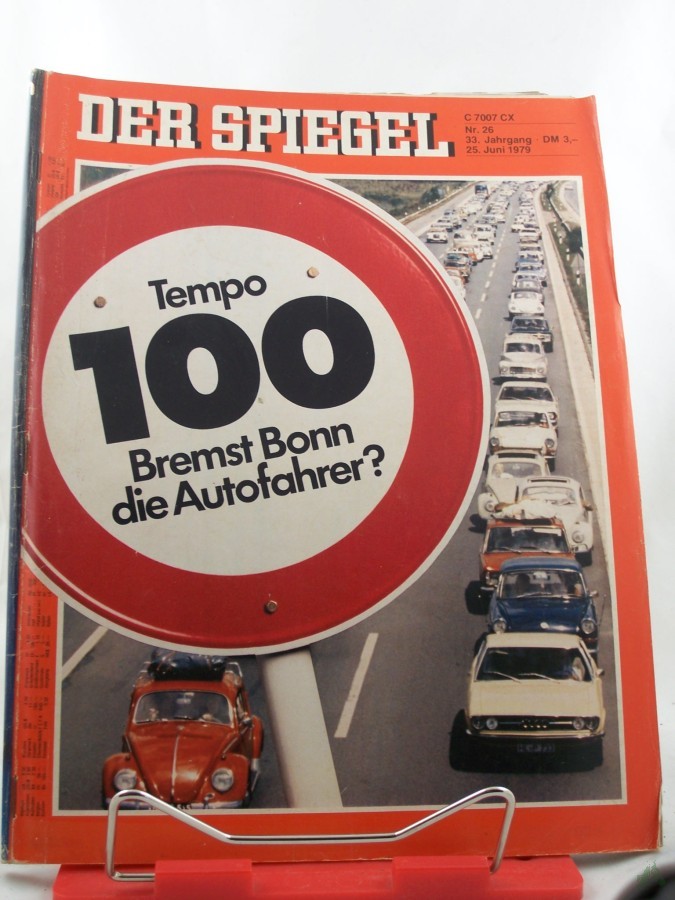 DER SPIEGEL
C 7007 CX
Nr. 26
33. Jahrgang · DM 3,–
25. Juni 1979
Tempo
100
Bremst Bonn
die Autofahrer?